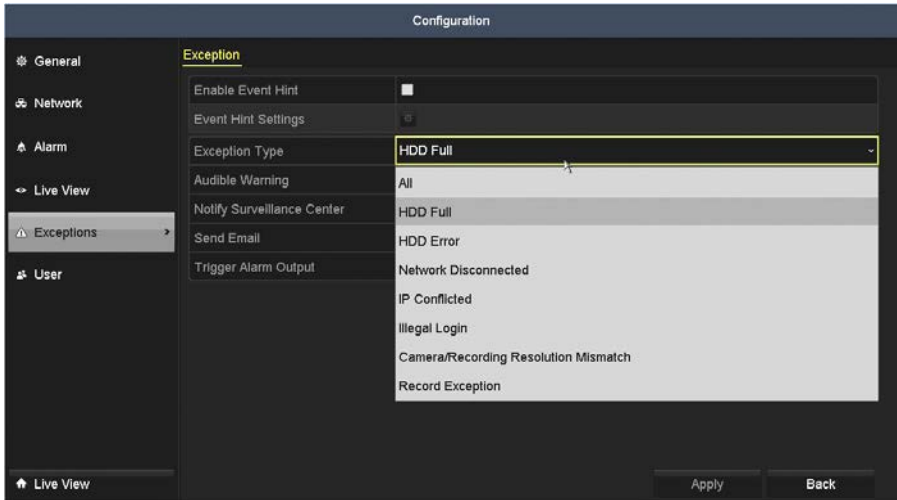 Configuration
General
Network
Alarm
Live View
Exceptions
User
Live View
Exception
Enable Event Hint
Event Hint Settings
Exception Type HDD Full
Audible Warning
Notify Surveillance Center
Send Email
Trigger Alarm Output
All
HDD Full
HDD Error
Network Disconnected
IP Conflicted
Illegal Login
Camera/Recording Resolution Mismatch
Record Exception
Apply Back